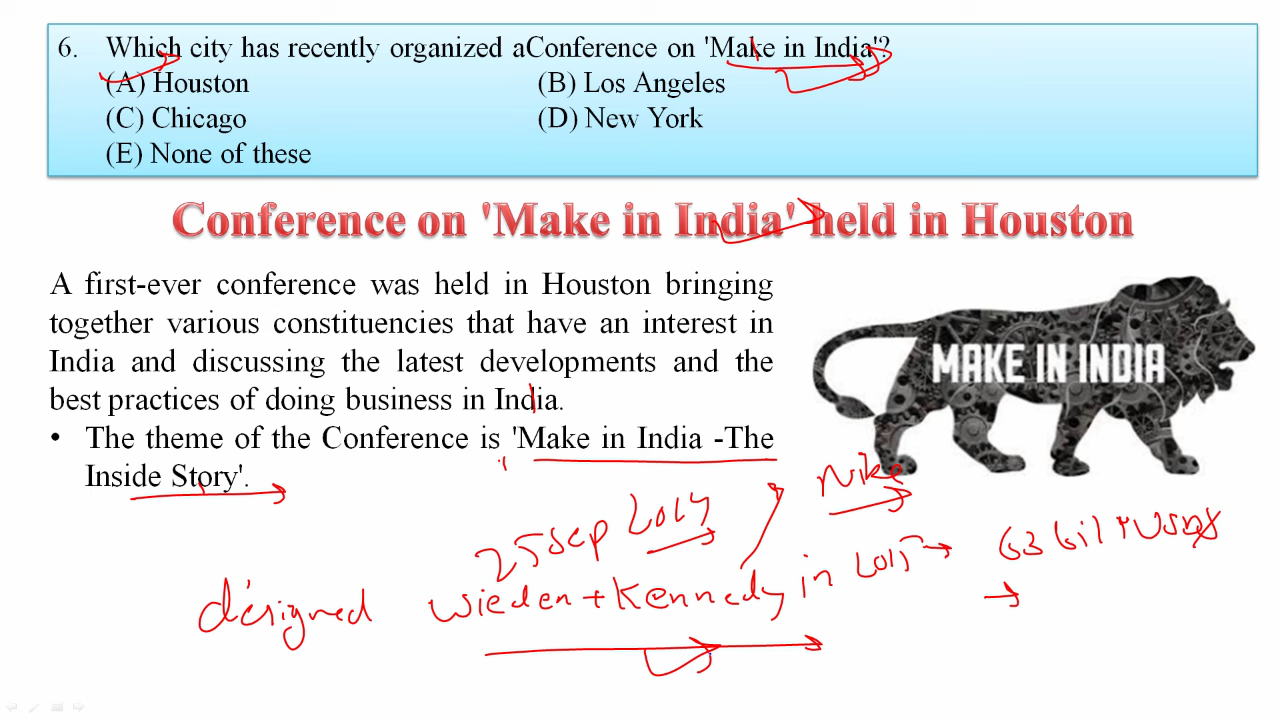 6. Which city has recently organized aConference on 'Make in India'?
(A) Houston (B) Los Angeles
(C) Chicago (D) New York
(E) None of these
Conference on 'Make in India' held in Houston
A first-ever conference was held in Houston bringing
together various constituencies that have an interest in
India and discussing the latest developments and the
best practices of doing business in India.
• The theme of the Conference is 'Make in India -The
Inside Story'.
MAKE IN INDIA
Nike
25 Sep 2014
designed Wieden + Kennedy in 2015 63 bil USD